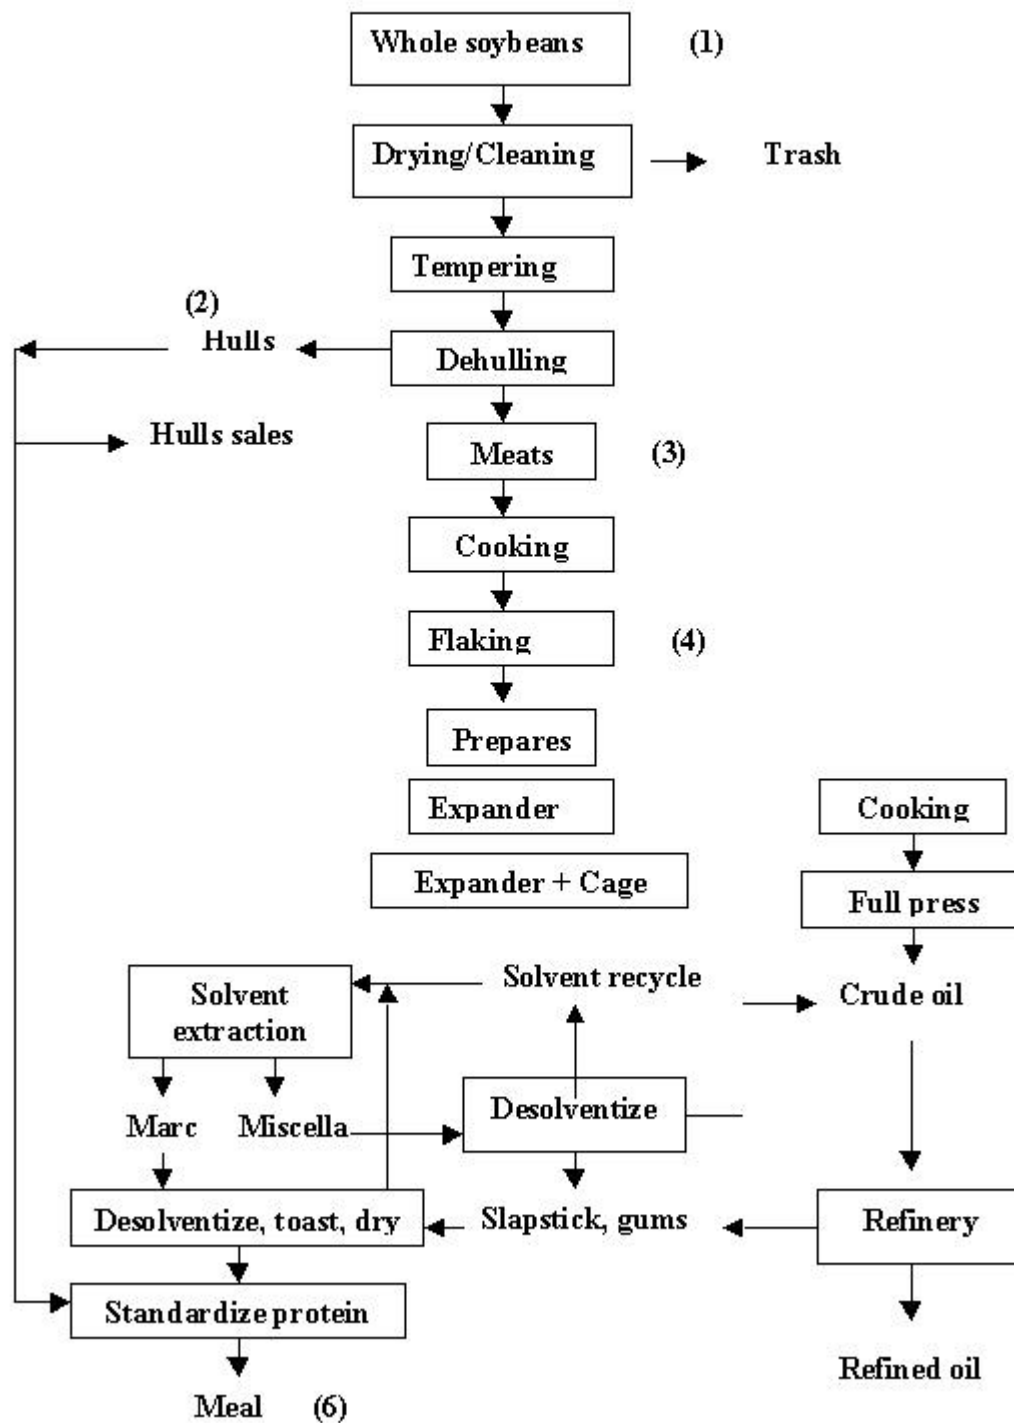 Whole soybeans (1)
Drying/Cleaning Trash
Tempering
(2)
Hulls
Dehulling
Hulls sales
Meats (3)
Cooking
Flaking (4)
Prepares
Expander
Cooking
Expander + Cage
Full press
Solvent
extraction
Solvent recycle
Crude oil
Marc
Miscella
Desolventize
Desolventize, toast, dry
Slapstick, gums
Refinery
Standardize protein
Refined oil
Meal (6)